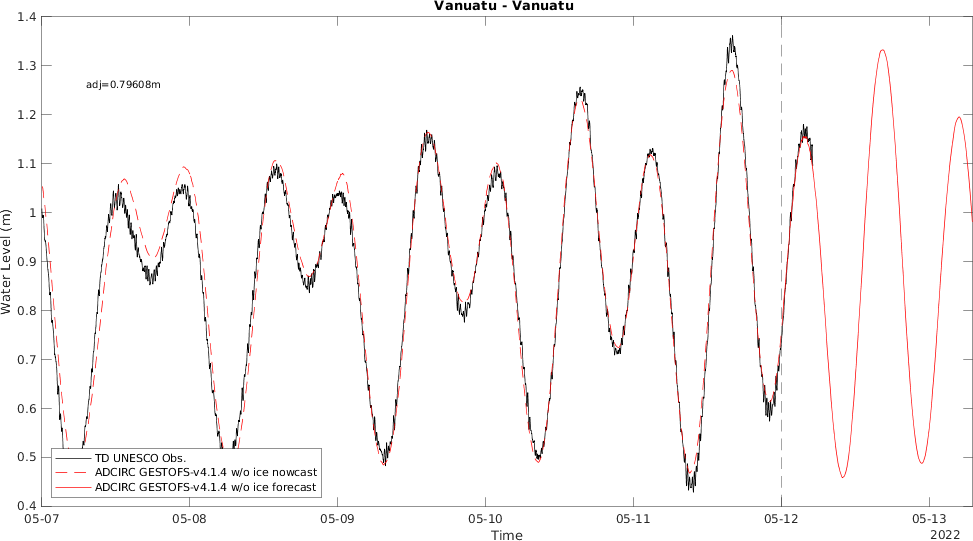 Vanuatu - Vanuatu
1.4
1.3
1.2
1.1
1
0.9
0.8
0.7
0.6
0.5
0.4
Water Level (m)
adj=0.79608m
TD UNESCO Obs.
ADCIRC GESTOFS-v4.1.4 w/o ice nowcast
ADCIRC GESTOFS-v4.1.4 w/o ice forecast
05-07 05-08 05-09 05-10 05-11 05-12 05-13
Time
2022